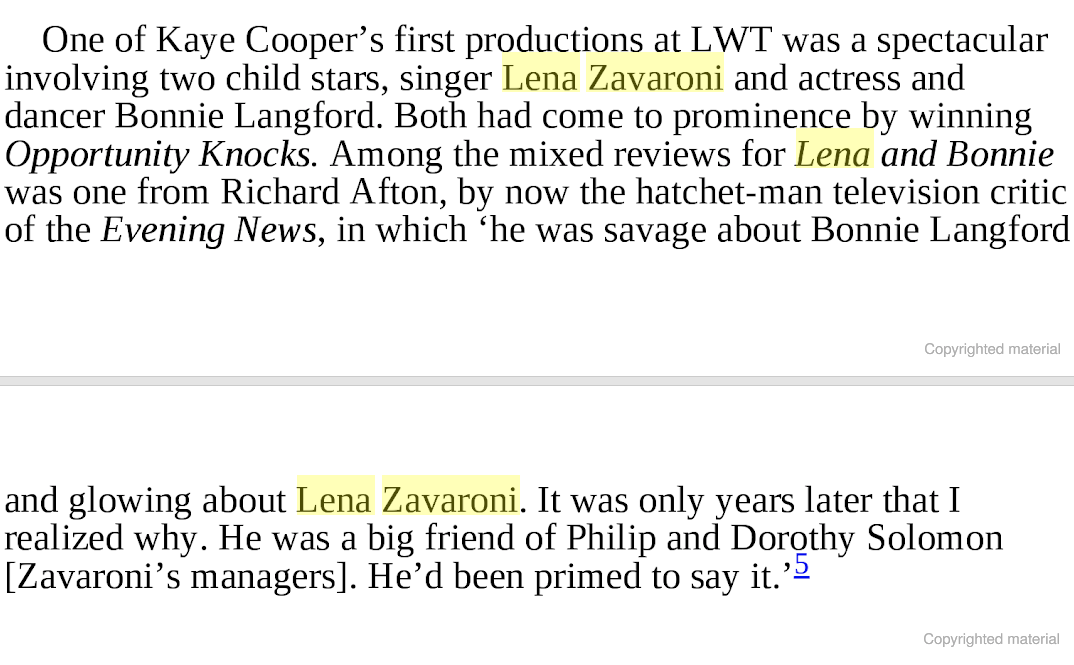 One of Kaye Cooper’s first productions at LWT was a spectacular
involving two child stars, singer Lena Zavaroni and actress and
dancer Bonnie Langford. Both had come to prominence by winning
Opportunity Knocks. Among the mixed reviews for Lena and Bonnie
was one from Richard Afton, by now the hatchet-man television critic
of the Evening News, in which ‘he was savage about Bonnie Langford
Copyrighted material
and glowing about Lena Zavaroni. It was only years later that I
realized why. He was a big friend of Philip and Dorothy Solomon
[Zavaroni’s managers]. He’d been primed to say it.’5
Copyrighted material